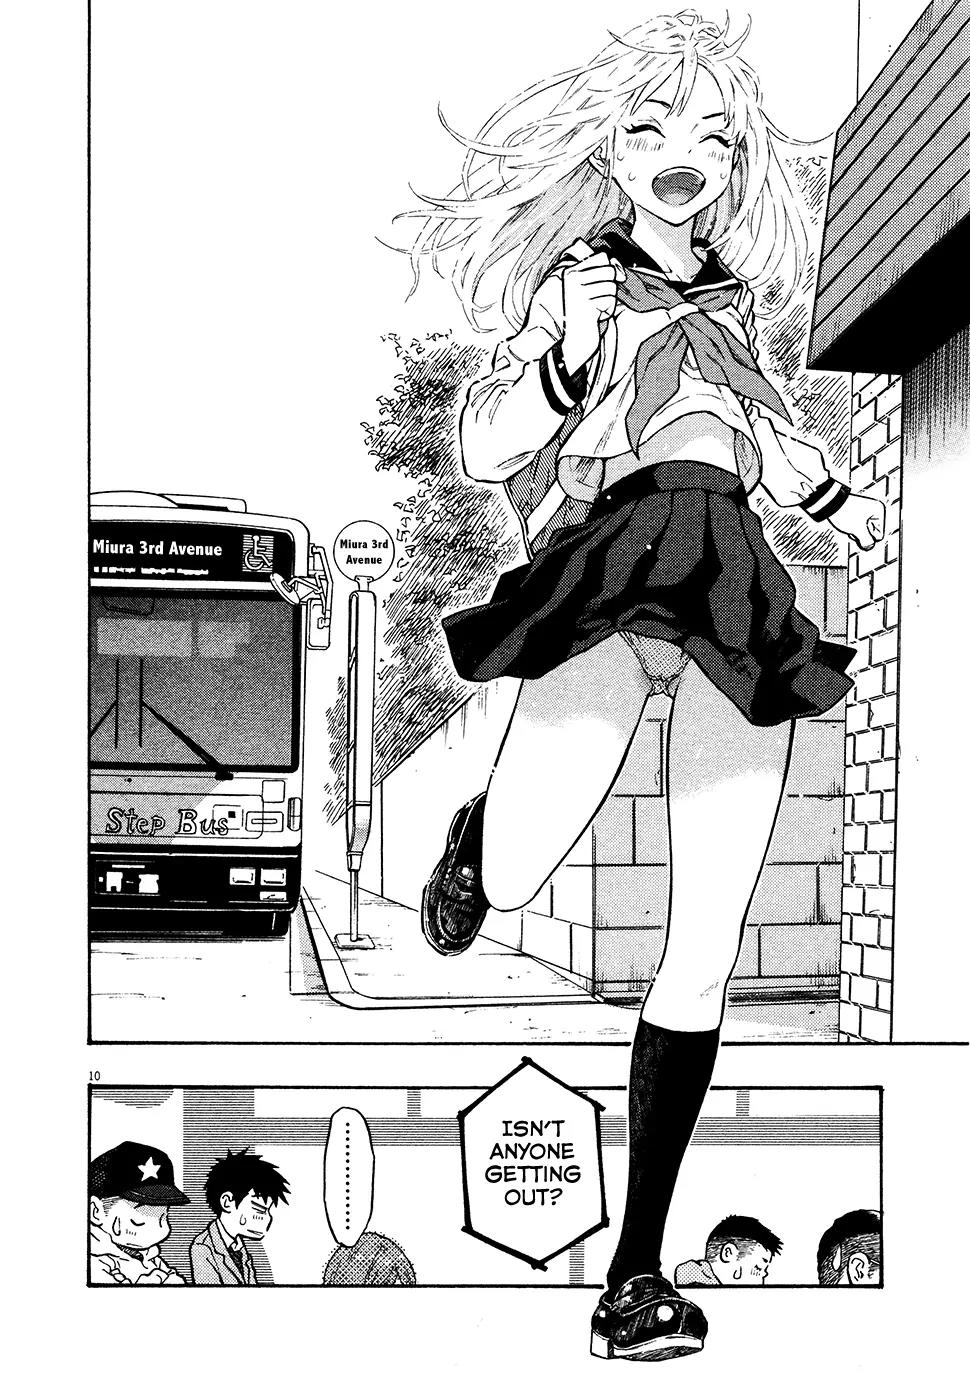 Miura 3rd Avenue
Miura 3rd
Avenue
Step Bus
10
ISN'T
ANYONE
GETTING
OUT?